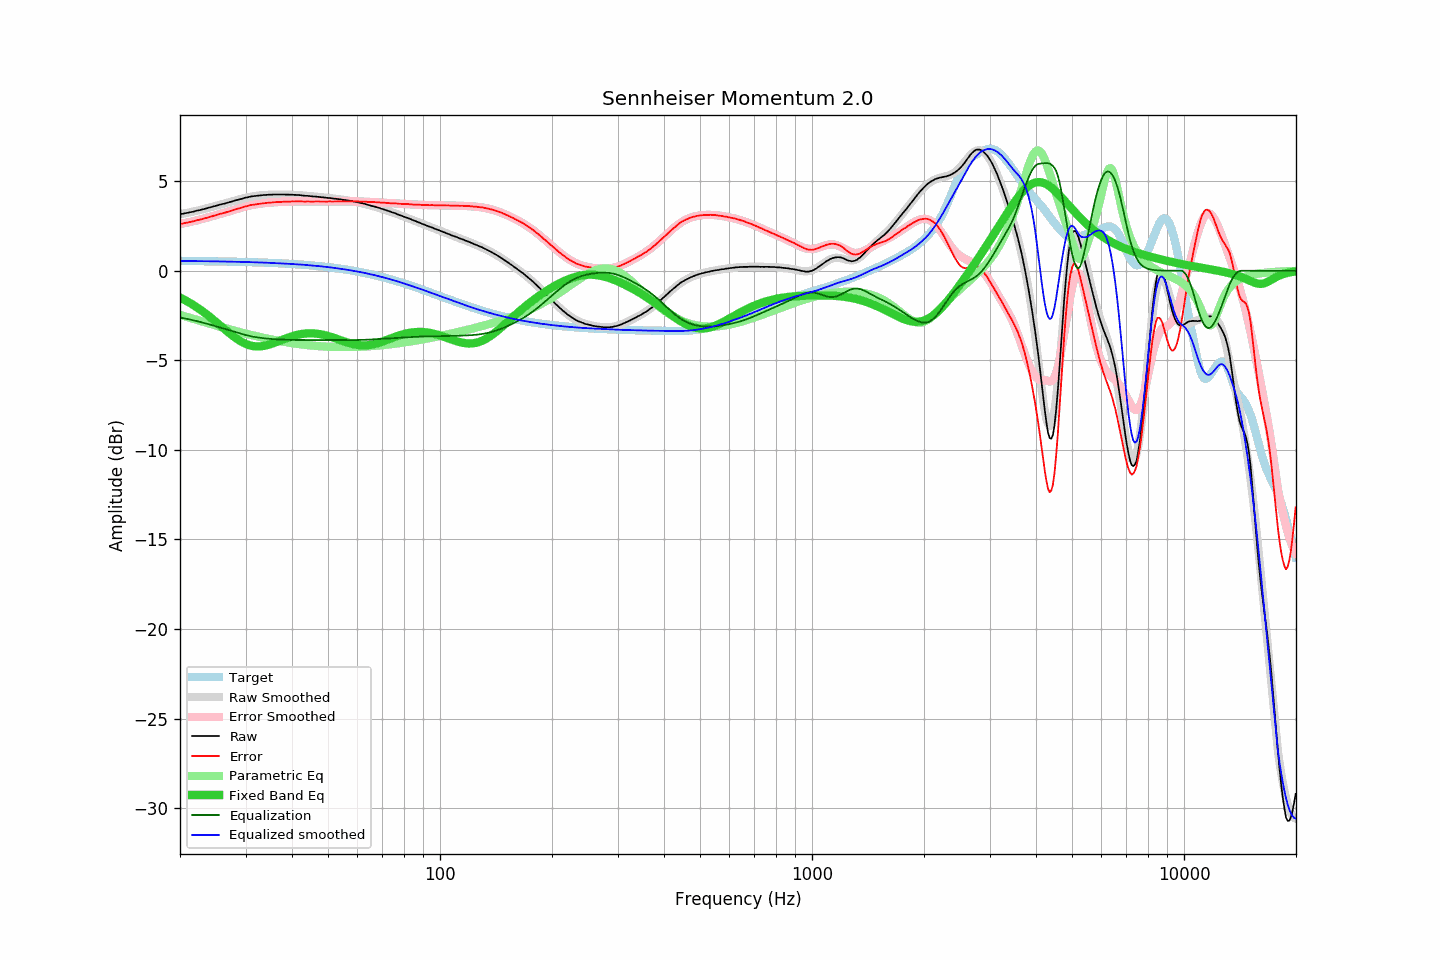 Sennheiser Momentum 2.0
5
0
−5
−10
−15
−20
−25
−30
Amplitude (dBr)
Target
Raw Smoothed
Error Smoothed
Raw
Error
Parametric Eq
Fixed Band Eq
Equalization
Equalized smoothed
100 1000 10000
Frequency (Hz)